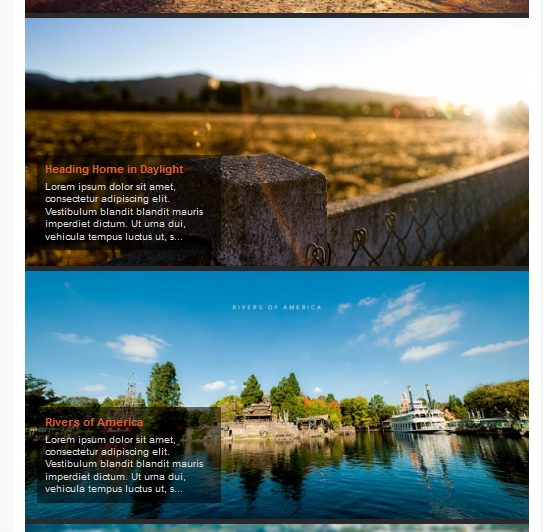 Heading Home in Daylight
Lorem ipsum dolor sit amet,
consectetur adipiscing elit.
Vestibulum blandit blandit mauris
imperdiet dictum. Ut urna dui,
vehicula tempus luctus ut, s...
RIVERS OF AMERICA
Rivers of America
Lorem ipsum dolor sit amet,
consectetur adipiscing elit.
Vestibulum blandit blandit mauris
imperdiet dictum. Ut urna dui,
vehicula tempus luctus ut, s...